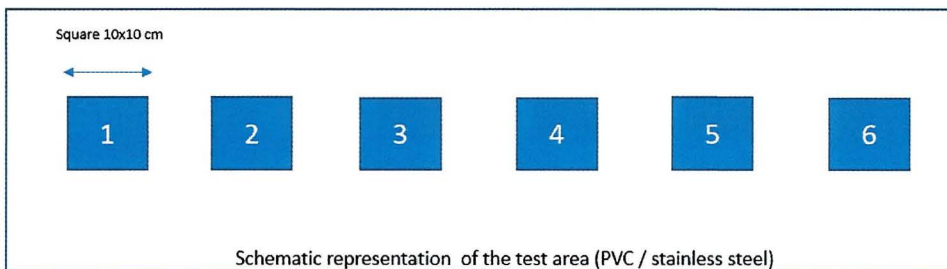 Square 10x10 cm
1 2 3 4 5 6
Schematic representation of the test area (PVC / stainless steel)